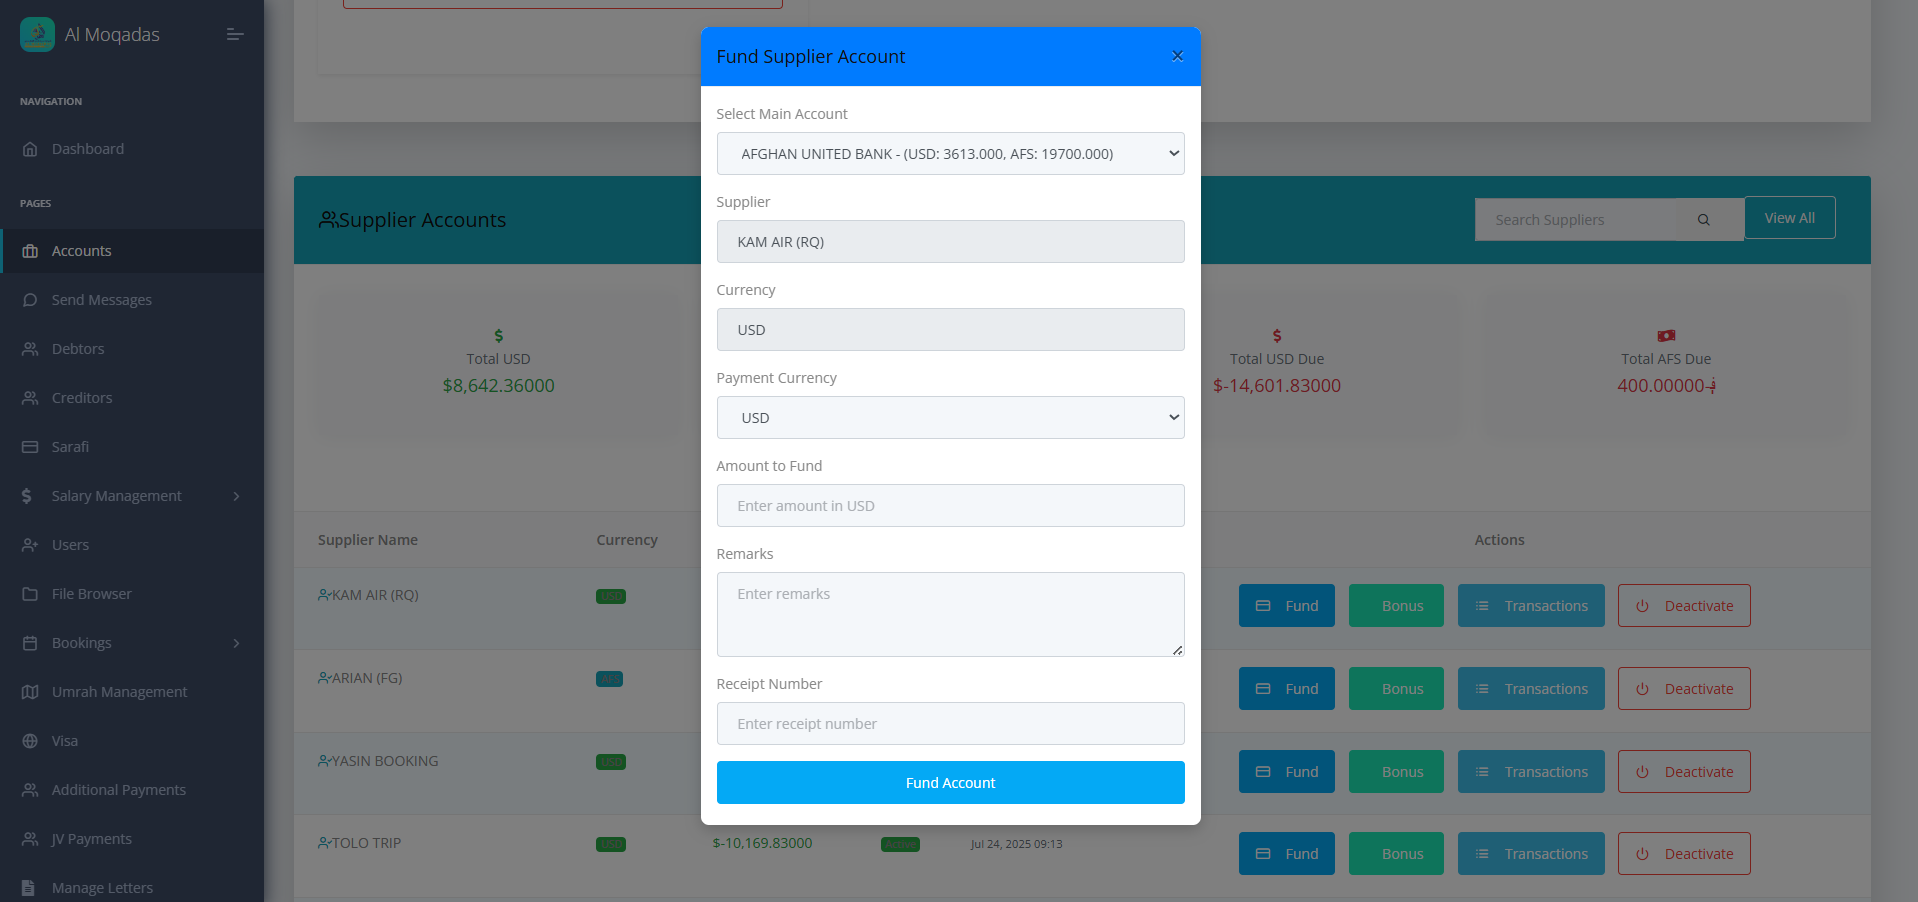 Al Moqadas
NAVIGATION
Dashboard
PAGES
Accounts
Send Messages
Debtors
Creditors
Sarafi
Salary Management
Users
File Browser
Bookings
Umrah Management
Visa
Additional Payments
JV Payments
Manage Letters
Supplier Accounts
Search Suppliers
View All
Total USD
$8,642.36000
Total USD Due
$-14,601.83000
Total AFS Due
400.00000-؋
Supplier Name Currency Actions
KAM AIR (RQ) USD Fund Bonus Transactions Deactivate
ARIAN (FG) AFS Fund Bonus Transactions Deactivate
YASIN BOOKING USD Fund Bonus Transactions Deactivate
TOLO TRIP USD $-10,169.83000 Active Jul 24, 2025 09:13 Fund Bonus Transactions Deactivate
Fund Supplier Account ×
Select Main Account
AFGHAN UNITED BANK - (USD: 3613.000, AFS: 19700.000)
Supplier
KAM AIR (RQ)
Currency
USD
Payment Currency
USD
Amount to Fund
Enter amount in USD
Remarks
Enter remarks
Receipt Number
Enter receipt number
Fund Account